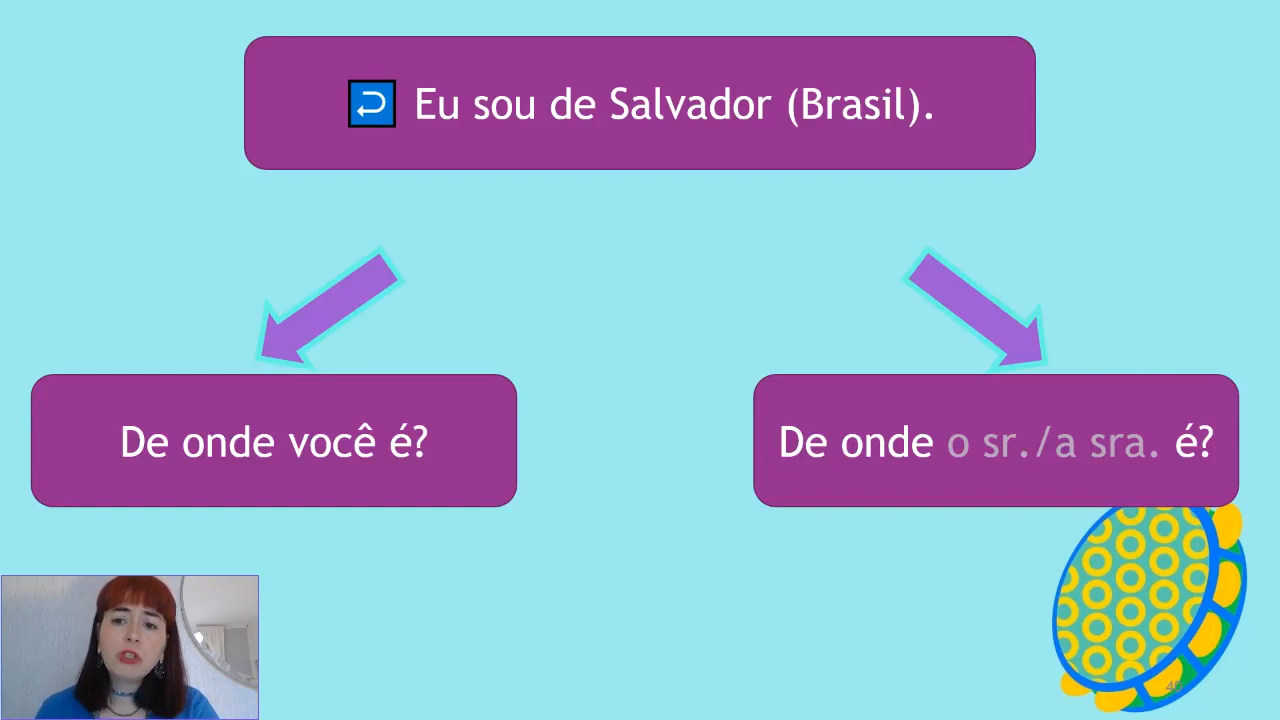 Eu sou de Salvador (Brasil).
De onde você é?
De onde o sr./a sra. é?